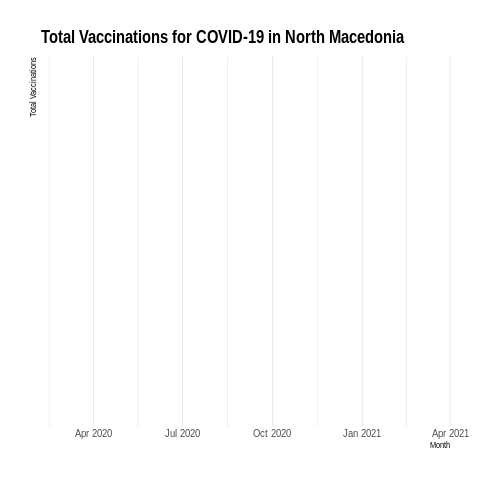 Total Vaccinations for COVID-19 in North Macedonia
Total Vaccinations
Apr 2020
Jul 2020
Oct 2020
Jan 2021
Apr 2021
Month